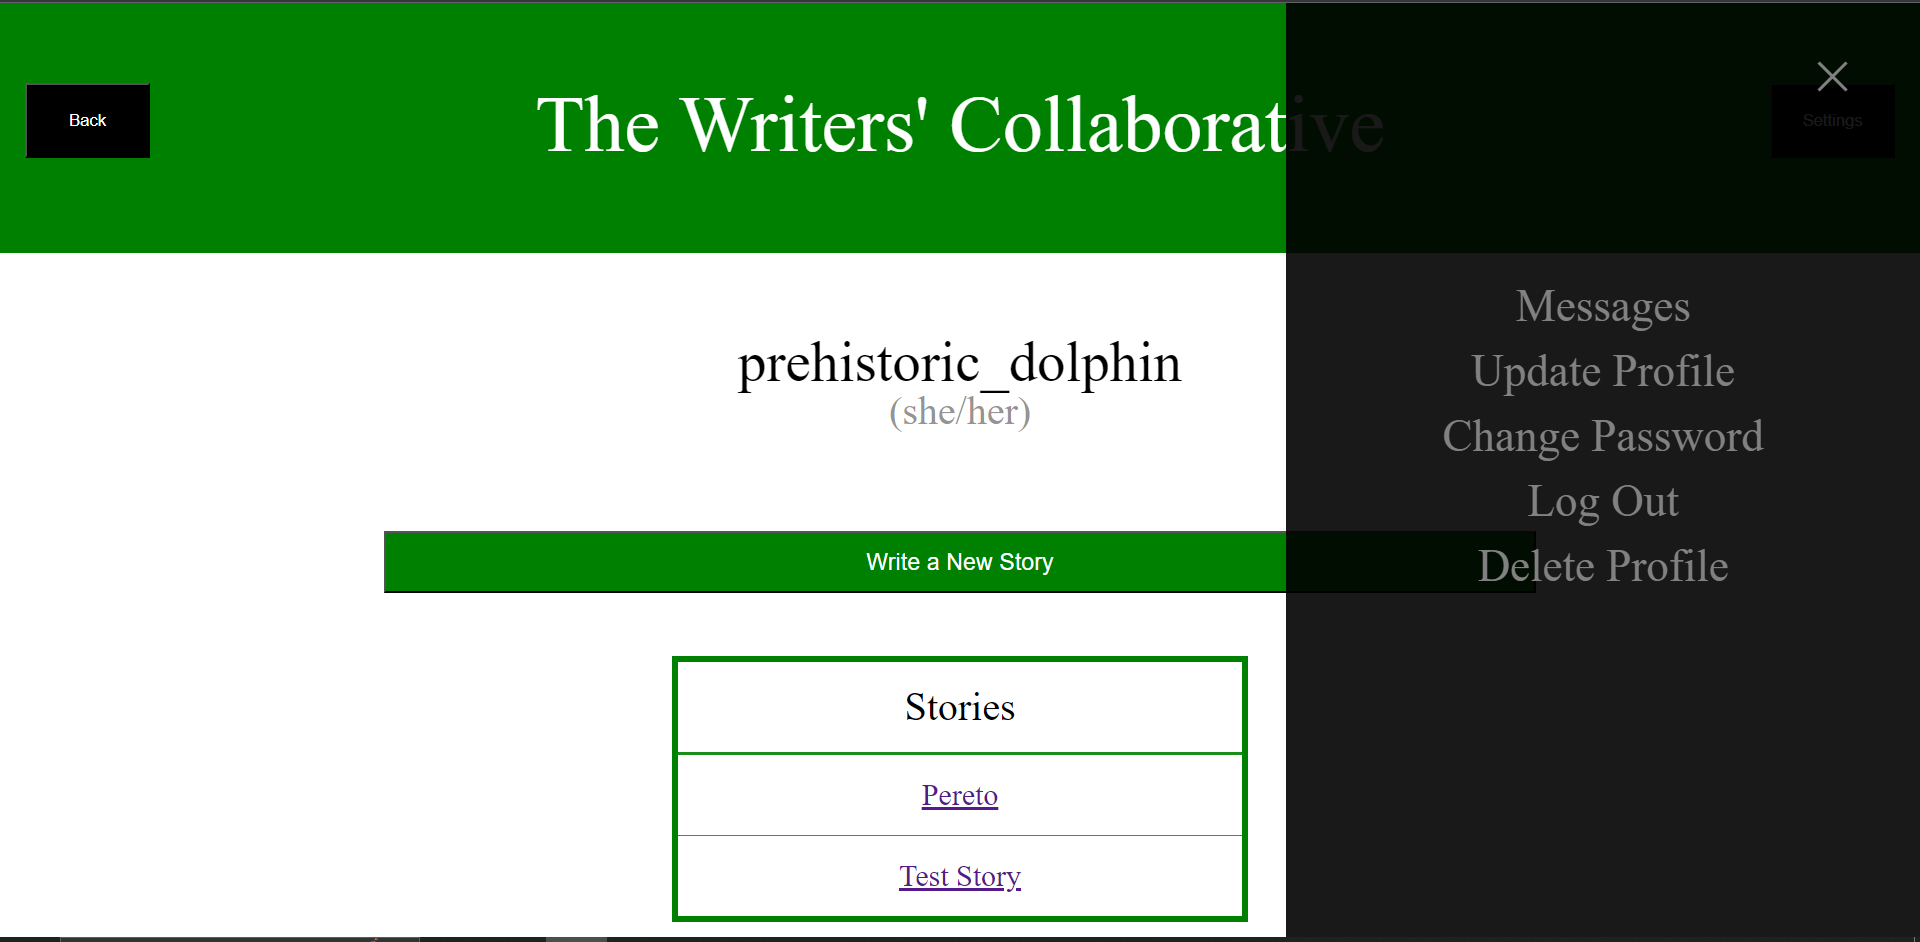 Back
The Writers' Collaborative
Settings
prehistoric_dolphin
(she/her)
Write a New Story
Stories
Pereto
Test Story
Messages
Update Profile
Change Password
Log Out
Delete Profile